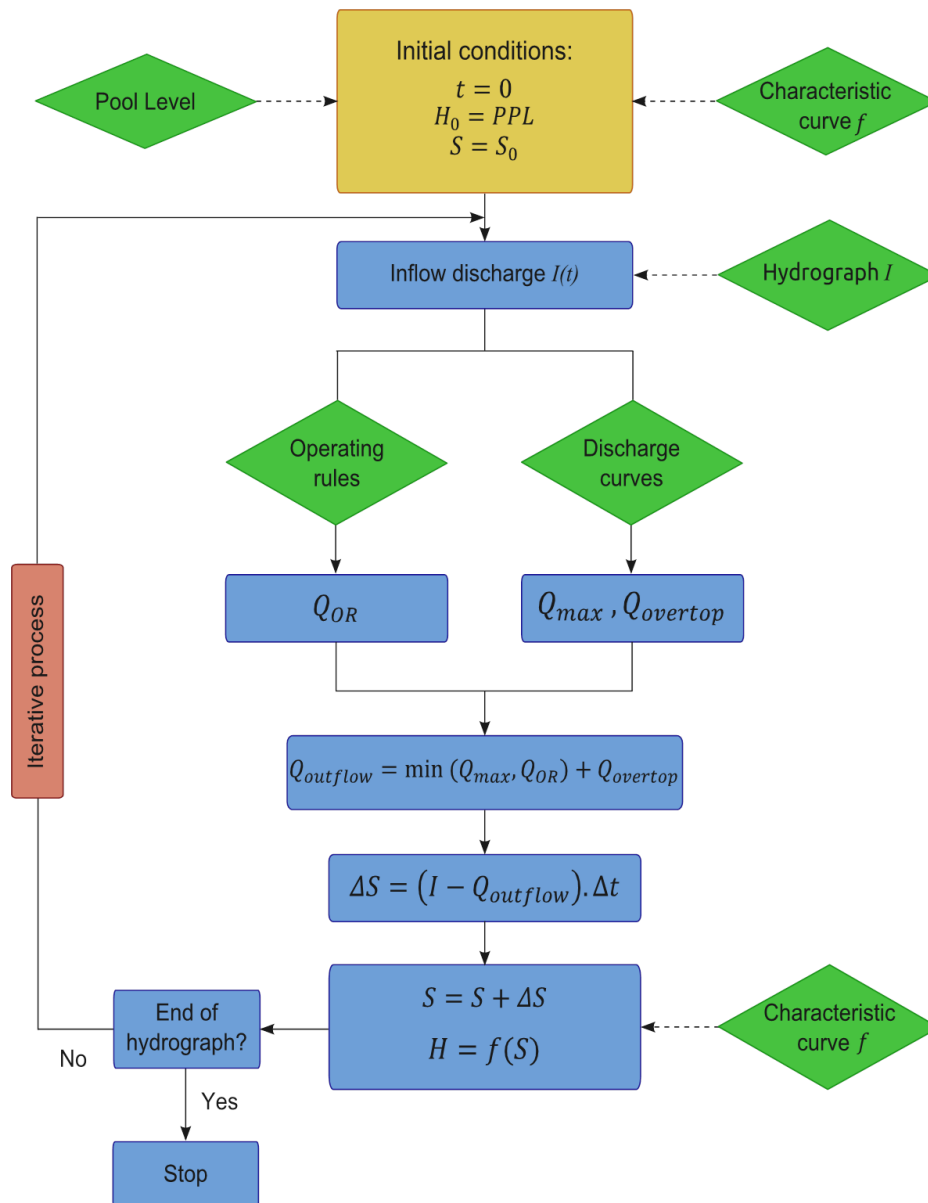 Initial conditions:
t = 0
H₀ = PPL
S = S₀
Pool Level
Characteristic
curve f
Inflow discharge I(t)
Hydrograph I
Operating
rules
Discharge
curves
Q_OR
Q_max , Q_overtop
Iterative process
Q_outflow = min (Q_max, Q_OR) + Q_overtop
ΔS = (I − Q_outflow). Δt
S = S + ΔS
H = f(S)
Characteristic
curve f
End of
hydrograph?
No
Yes
Stop